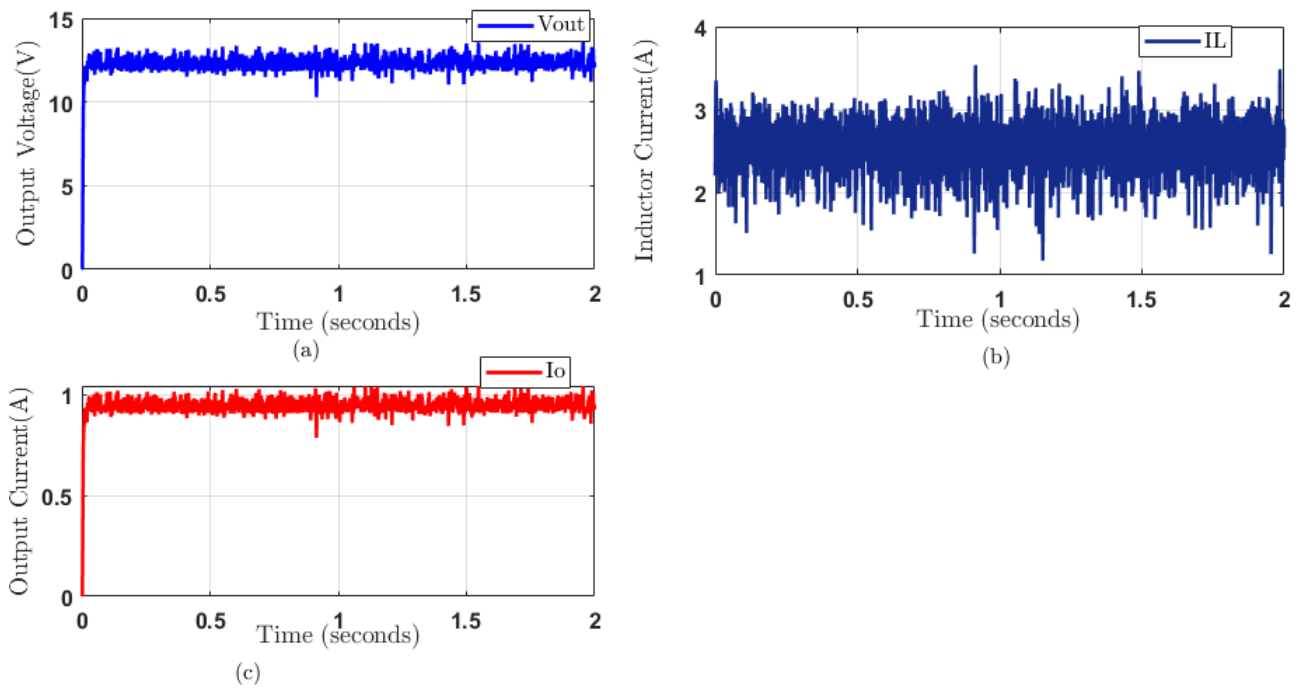 Output Voltage(V)
15
10
5
0
Vout
0
0.5
1
1.5
2
Time (seconds)
(a)
Inductor Current(A)
4
3
2
1
IL
0
0.5
1
1.5
2
Time (seconds)
(b)
Output Current(A)
1
0.5
0
Io
0
0.5
1
1.5
2
Time (seconds)
(c)